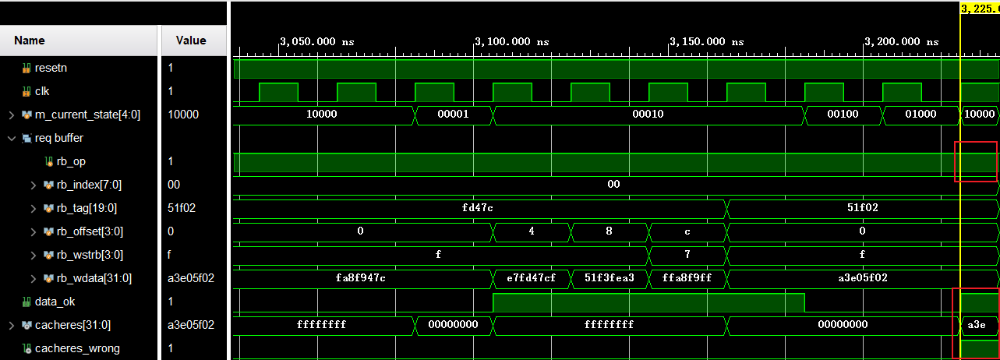 3,225.
Name Value 3,050.000 ns 3,100.000 ns 3,150.000 ns 3,200.000 ns
resetn 1
clk 1
m_current_state[4:0] 10000 10000 00001 00010 00100 01000 10000
req buffer
rb_op 1
rb_index[7:0] 00 00
rb_tag[19:0] 51f02 fd47c 51f02
rb_offset[3:0] 0 0 4 8 c 0
rb_wstrb[3:0] f f 7 f
rb_wdata[31:0] a3e05f02 fa8f947c e7fd47cf 51f3fea3 ffa8f9ff a3e05f02
data_ok 1
cacheres[31:0] a3e05f02 ffffffff 00000000 ffffffff 00000000 a3e
cacheres_wrong 1